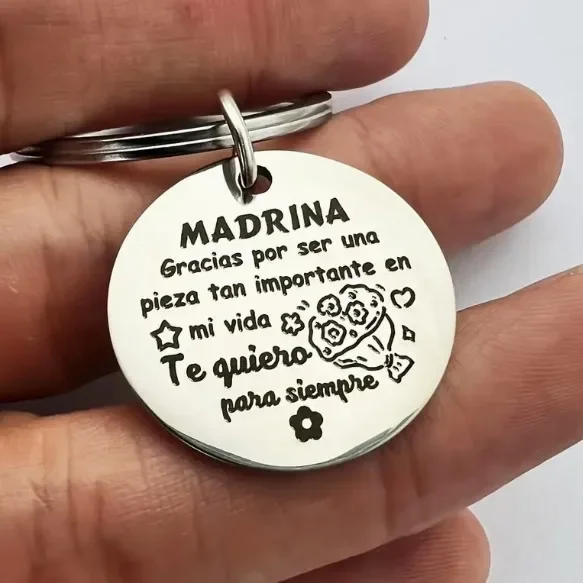 MADRINA
Gracias por ser una
pieza tan importante en
mi vida
Te quiero
para siempre